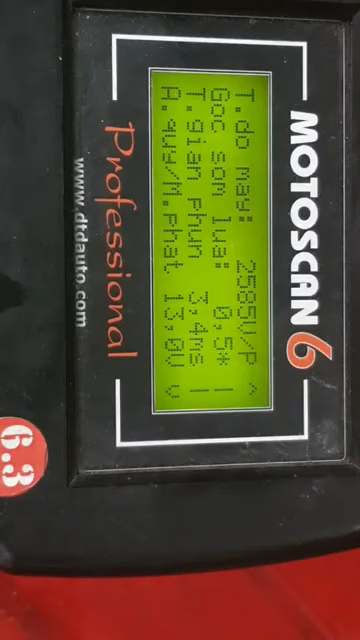 MOTOSCAN 6
T.do may: 2585V/P ^
Goc som lua: 0,5* |
T.gian phun 3,4ms |
A.quy/M.phat 13,0V v
Professional
www.dtdauto.com
6.3